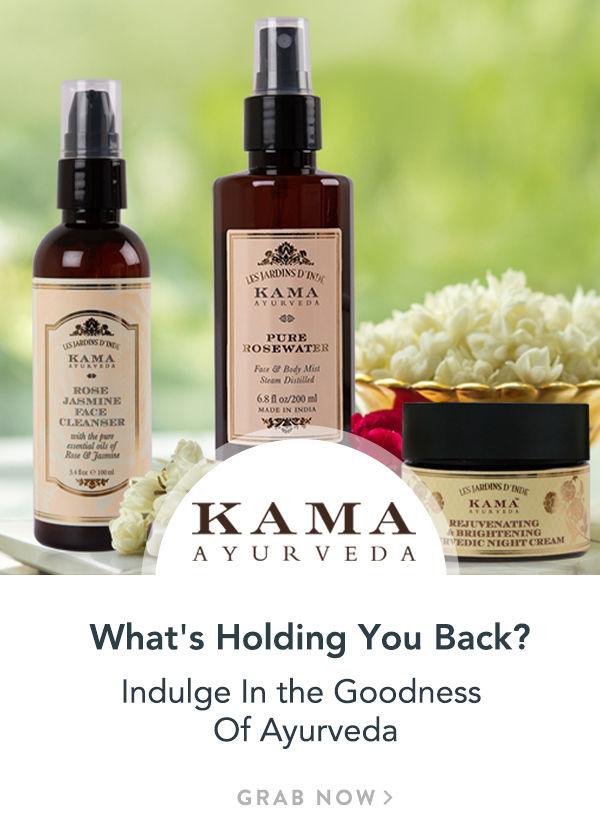 LES JARDINS D'INDE
KAMA
AYURVEDA
ROSE
JASMINE
FACE
CLEANSER
with the pure
essential oils of
Rose & Jasmine
3.4 floz ℮ 100 ml
LES JARDINS D'INDE
KAMA
AYURVEDA
PURE
ROSEWATER
Face & Body Mist
Steam Distilled
6.8 fl oz/200 ml
MADE IN INDIA
LES JARDINS D'INDE
KAMA
AYURVEDA
REJUVENATING
& BRIGHTENING
NIGHT CREAM
KAMA
AYURVEDA
What's Holding You Back?
Indulge In the Goodness
Of Ayurveda
GRAB NOW >